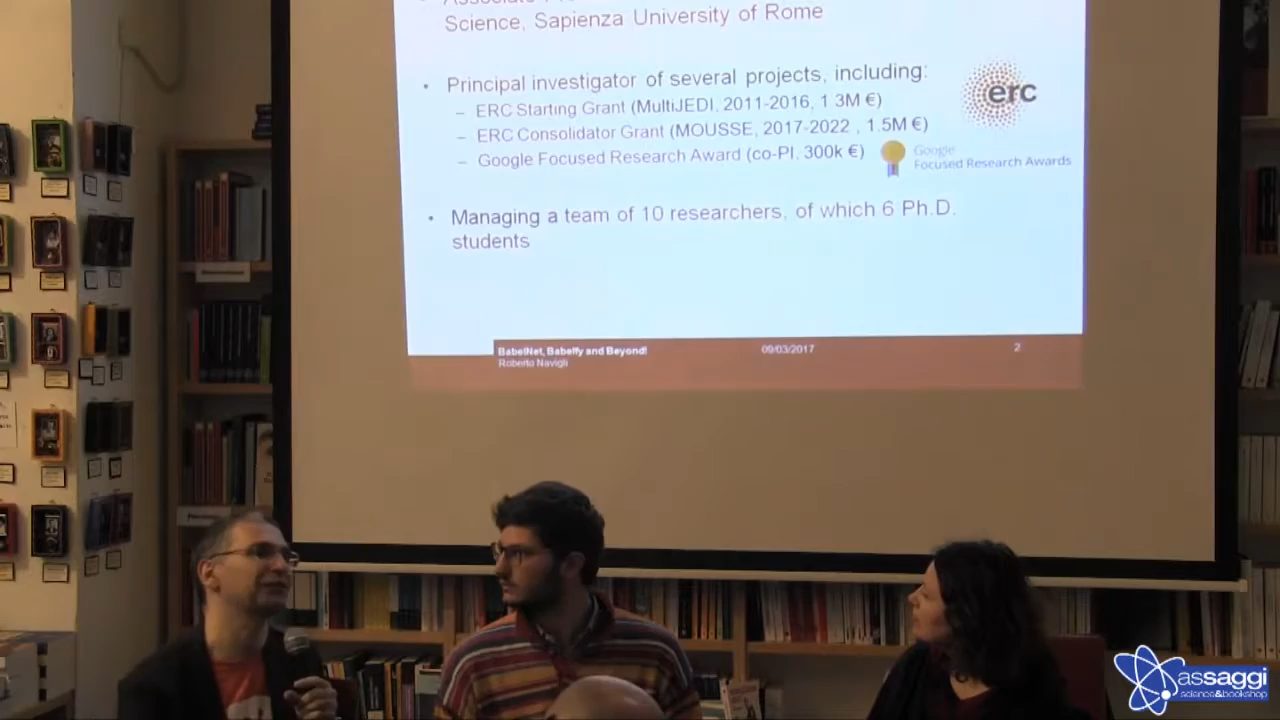 Science, Sapienza University of Rome
• Principal investigator of several projects, including:
– ERC Starting Grant (MultiJEDI, 2011-2016, 1 3M €)
– ERC Consolidator Grant (MOUSSE, 2017-2022 , 1.5M €)
– Google Focused Research Award (co-PI, 300k €)
erc
Google
Focused Research Awards
• Managing a team of 10 researchers, of which 6 Ph.D.
students
BabelNet, Babelfy and Beyond!
Roberto Navigli
09/03/2017
2
assaggi
science&bookshop